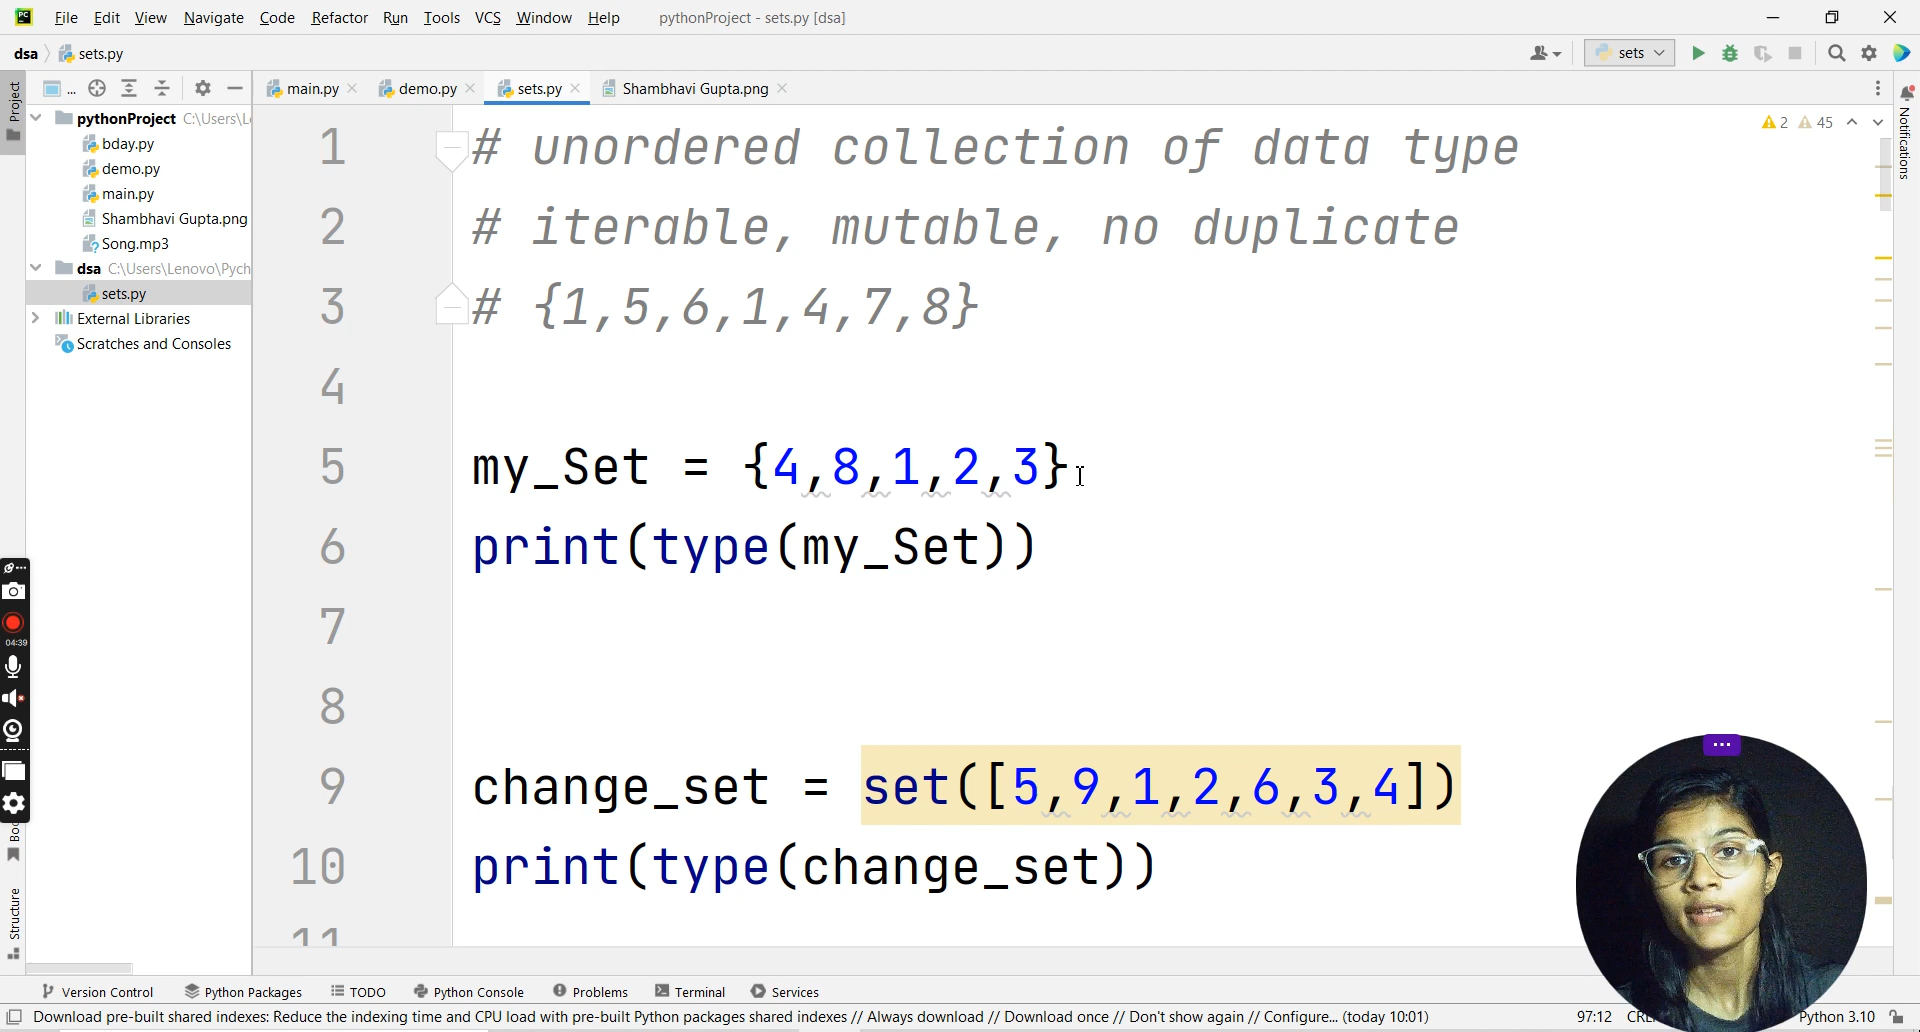 PC File Edit View Navigate Code Refactor Run Tools VCS Window Help pythonProject - sets.py [dsa]
dsa sets.py sets
Project ... main.py demo.py sets.py Shambhavi Gupta.png
Notifications
2 45
pythonProject C:\Users\L
bday.py
demo.py
main.py
Shambhavi Gupta.png
Song.mp3
dsa C:\Users\Lenovo\Pych
sets.py
External Libraries
Scratches and Consoles
1 # unordered collection of data type
2 # iterable, mutable, no duplicate
3 # {1,5,6,1,4,7,8}
4
5 my_Set = {4,8,1,2,3}
6 print(type(my_Set))
7
8
9 change_set = set([5,9,1,2,6,3,4])
10 print(type(change_set))
11
04:39
Structure
Version Control Python Packages TODO Python Console Problems Terminal Services
Download pre-built shared indexes: Reduce the indexing time and CPU load with pre-built Python packages shared indexes // Always download // Download once // Don't show again // Configure... (today 10:01) 97:12 Python 3.10